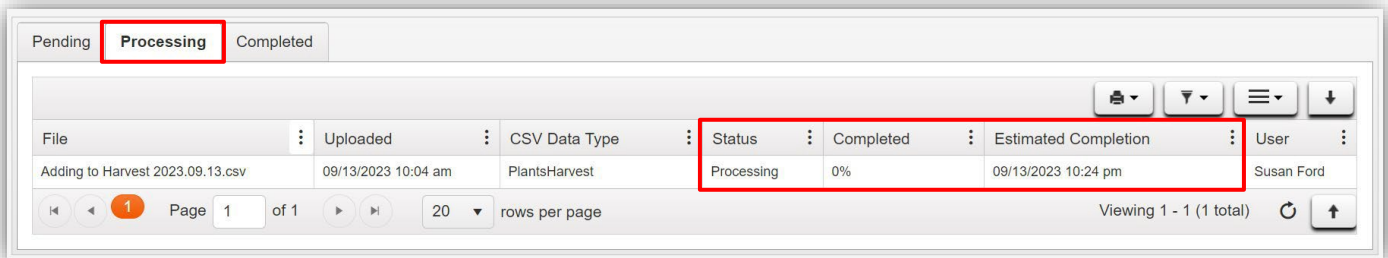 Pending Processing Completed
File Uploaded CSV Data Type Status Completed Estimated Completion User
Adding to Harvest 2023.09.13.csv 09/13/2023 10:04 am PlantsHarvest Processing 0% 09/13/2023 10:24 pm Susan Ford
1 Page 1 of 1 20 rows per page Viewing 1 - 1 (1 total)